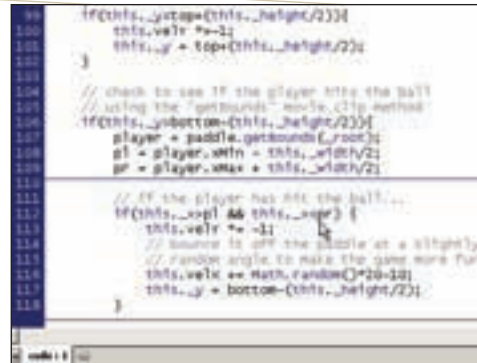 99 if(this._y<top+(this._height/2)){
100 this.velY *=-1;
101 this._y = top+(this._height/2);
102 }
103
104 // check to see if the player hits the ball
105 // using the "getBounds" movie clip method
106 if(this._y>bottom-(this._height/2)){
107 player = paddle.getBounds(_root);
108 pl = player.xMin - this._width/2;
109 pr = player.xMax + this._width/2;
110
111 // if the player has hit the ball...
112 if(this._x>pl && this._x<pr) {
113 this.velY *= -1;
114 // bounce is off the paddle at a slightly
115 // random angle to make the game more fun
116 this.velX += Math.random()*20-10;
117 this._y = bottom-(this._height/2);
118 }